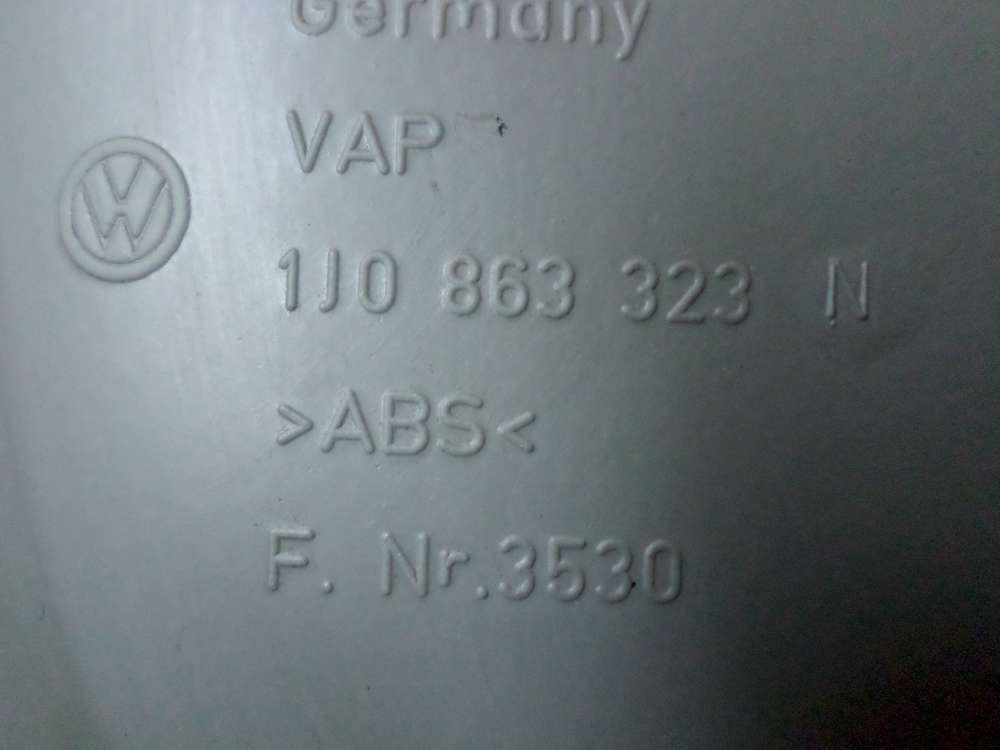 Germany
VAP
1J0 863 323 N
>ABS<
F. Nr.3530